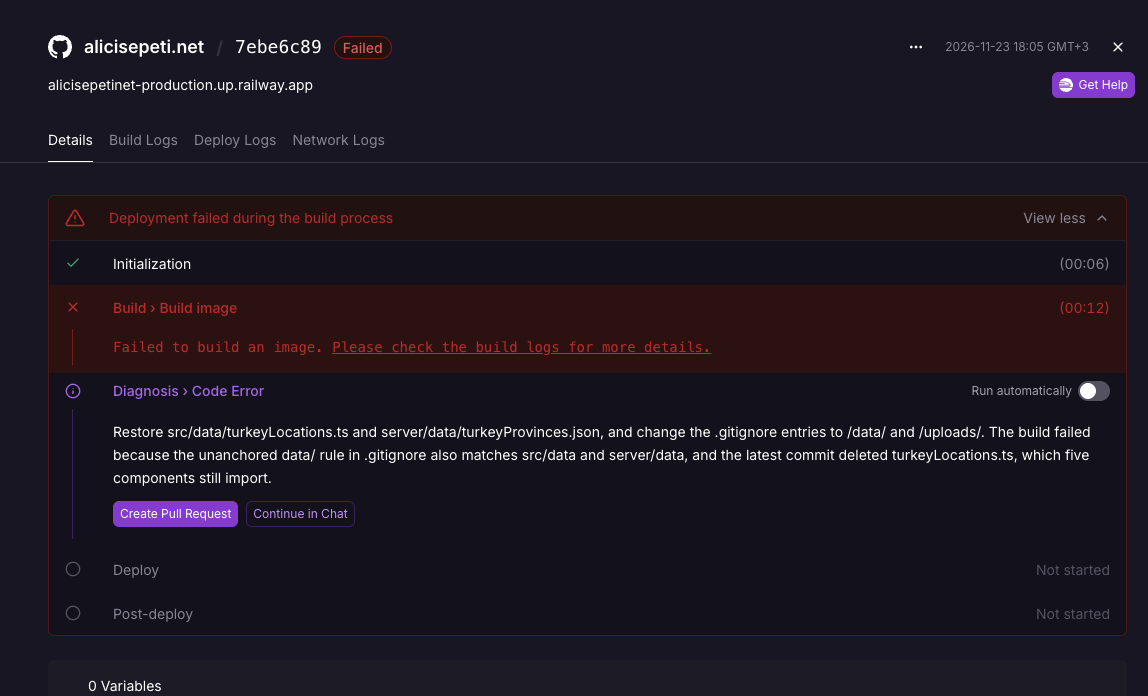 alicisepeti.net / 7ebe6c89 Failed
2026-11-23 18:05 GMT+3
alicisepetinet-production.up.railway.app
Get Help
Details Build Logs Deploy Logs Network Logs
Deployment failed during the build process View less
Initialization (00:06)
Build › Build image (00:12)
Failed to build an image. Please check the build logs for more details.
Diagnosis › Code Error Run automatically
Restore src/data/turkeyLocations.ts and server/data/turkeyProvinces.json, and change the .gitignore entries to /data/ and /uploads/. The build failed
because the unanchored data/ rule in .gitignore also matches src/data and server/data, and the latest commit deleted turkeyLocations.ts, which five
components still import.
Create Pull Request Continue in Chat
Deploy Not started
Post-deploy Not started
0 Variables